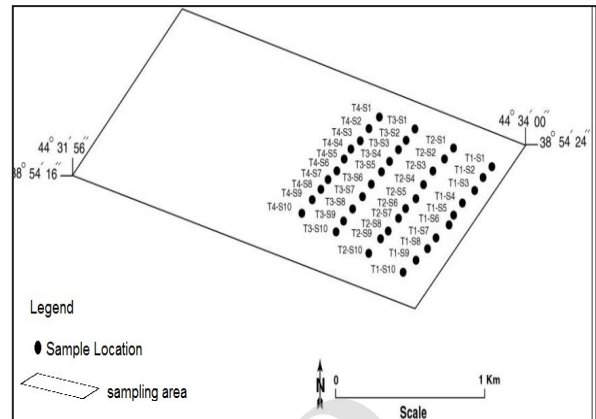 T4-S1
T4-S2 T3-S1
T4-S3 T3-S2
T4-S4 T3-S3 T2-S1
T4-S5 T3-S4 T2-S2
T4-S6 T3-S5 T2-S3 T1-S1
T4-S7 T3-S6 T2-S4 T1-S2
T4-S8 T3-S7 T2-S5 T1-S3
T4-S9 T3-S8 T2-S6 T1-S4
T4-S10 T3-S9 T2-S7 T1-S5
T3-S10 T2-S8 T1-S6
T2-S9 T1-S7
T2-S10 T1-S8
T1-S9
T1-S10
44° 34′ 00″
38 54′ 24″
44° 31′ 56″
38° 54′ 16″
Legend
Sample Location
sampling area
N
0 1 Km
Scale